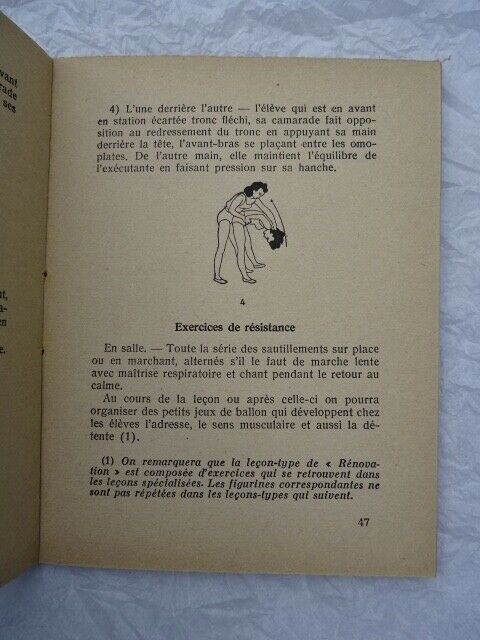 vant
rade
ses
t,
a-
en
e.
4) L'une derrière l'autre — l'élève qui est en avant
en station écartée tronc fléchi, sa camarade fait oppo-
sition au redressement du tronc en appuyant sa main
derrière la tête, l'avant-bras se plaçant entre les omo-
plates. De l'autre main, elle maintient l'équilibre de
l'exécutante en faisant pression sur sa hanche.
4
Exercices de résistance
En salle. — Toute la série des sautillements sur place
ou en marchant, alternés s'il le faut de marche lente
avec maîtrise respiratoire et chant pendant le retour au
calme.
Au cours de la leçon ou après celle-ci on pourra
organiser des petits jeux de ballon qui développent chez
les élèves l'adresse, le sens musculaire et aussi la dé-
tente (1).
(1) On remarquera que la leçon-type de « Rénova-
tion » est composée d'exercices qui se retrouvent dans
les leçons spécialisées. Les figurines correspondantes ne
sont pas répétées dans les leçons-types qui suivent.
47